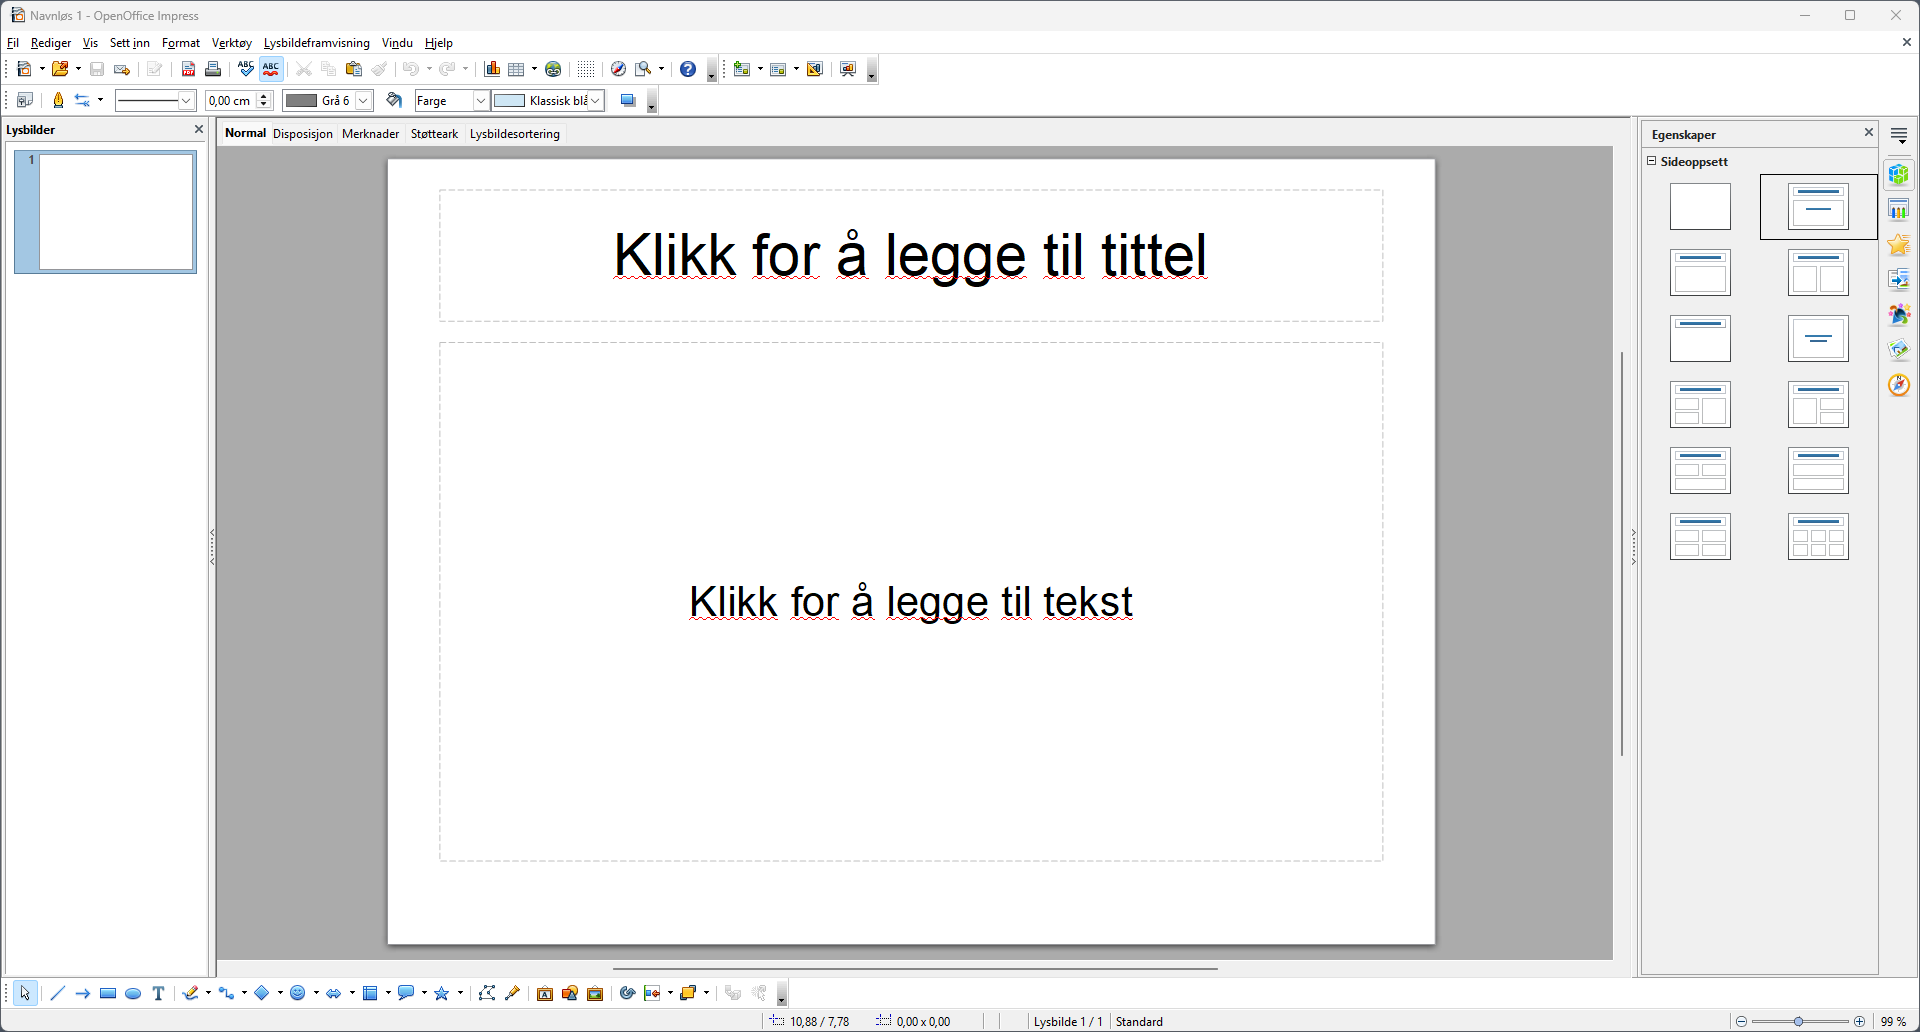 Navnløs 1 - OpenOffice Impress
Fil Rediger Vis Sett inn Format Verktøy Lysbildeframvisning Vindu Hjelp
0,00 cm Grå 6 Farge Klassisk blå
Lysbilder
Normal Disposisjon Merknader Støtteark Lysbildesortering
Egenskaper
Sideoppsett
1
Klikk for å legge til tittel
Klikk for å legge til tekst
10,88 / 7,78 0,00 x 0,00 Lysbilde 1 / 1 Standard 99 %